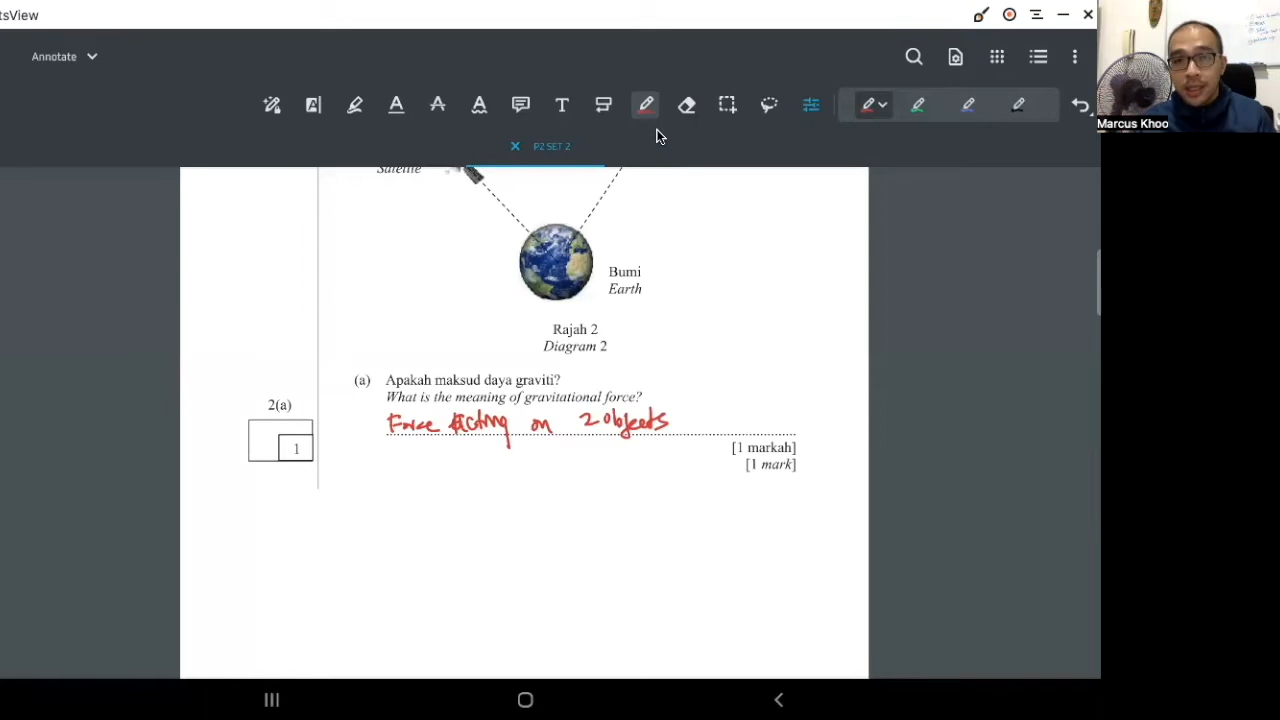 tsView
Annotate
Marcus Khoo
P2 SET 2
Satelite
Bumi
Earth
Rajah 2
Diagram 2
(a) Apakah maksud daya graviti?
What is the meaning of gravitational force?
2(a)
Force Acting on 2 objects
1
[1 markah]
[1 mark]